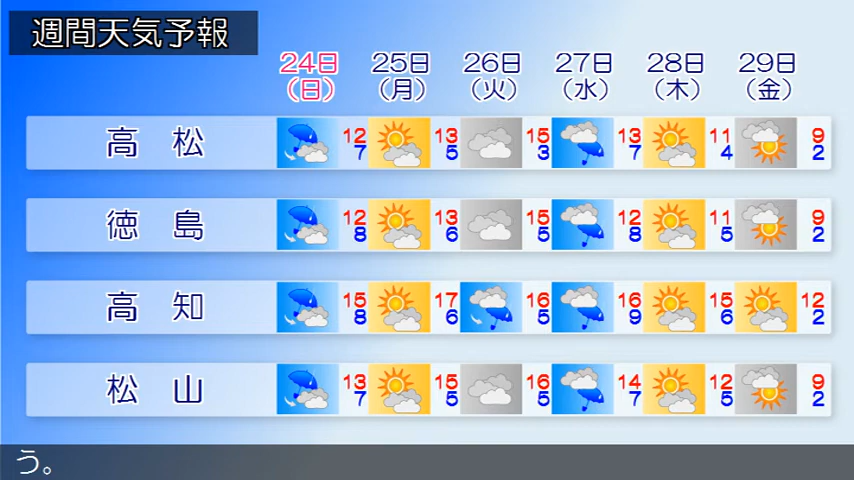 週間天気予報
24日 25日 26日 27日 28日 29日
（日） （月） （火） （水） （木） （金）
高松 12 7 13 5 15 3 13 7 11 4 9 2
徳島 12 8 13 6 15 5 12 8 11 5 9 2
高知 15 8 17 6 16 5 16 9 15 6 12 2
松山 13 7 15 5 16 5 14 7 12 5 9 2
う。